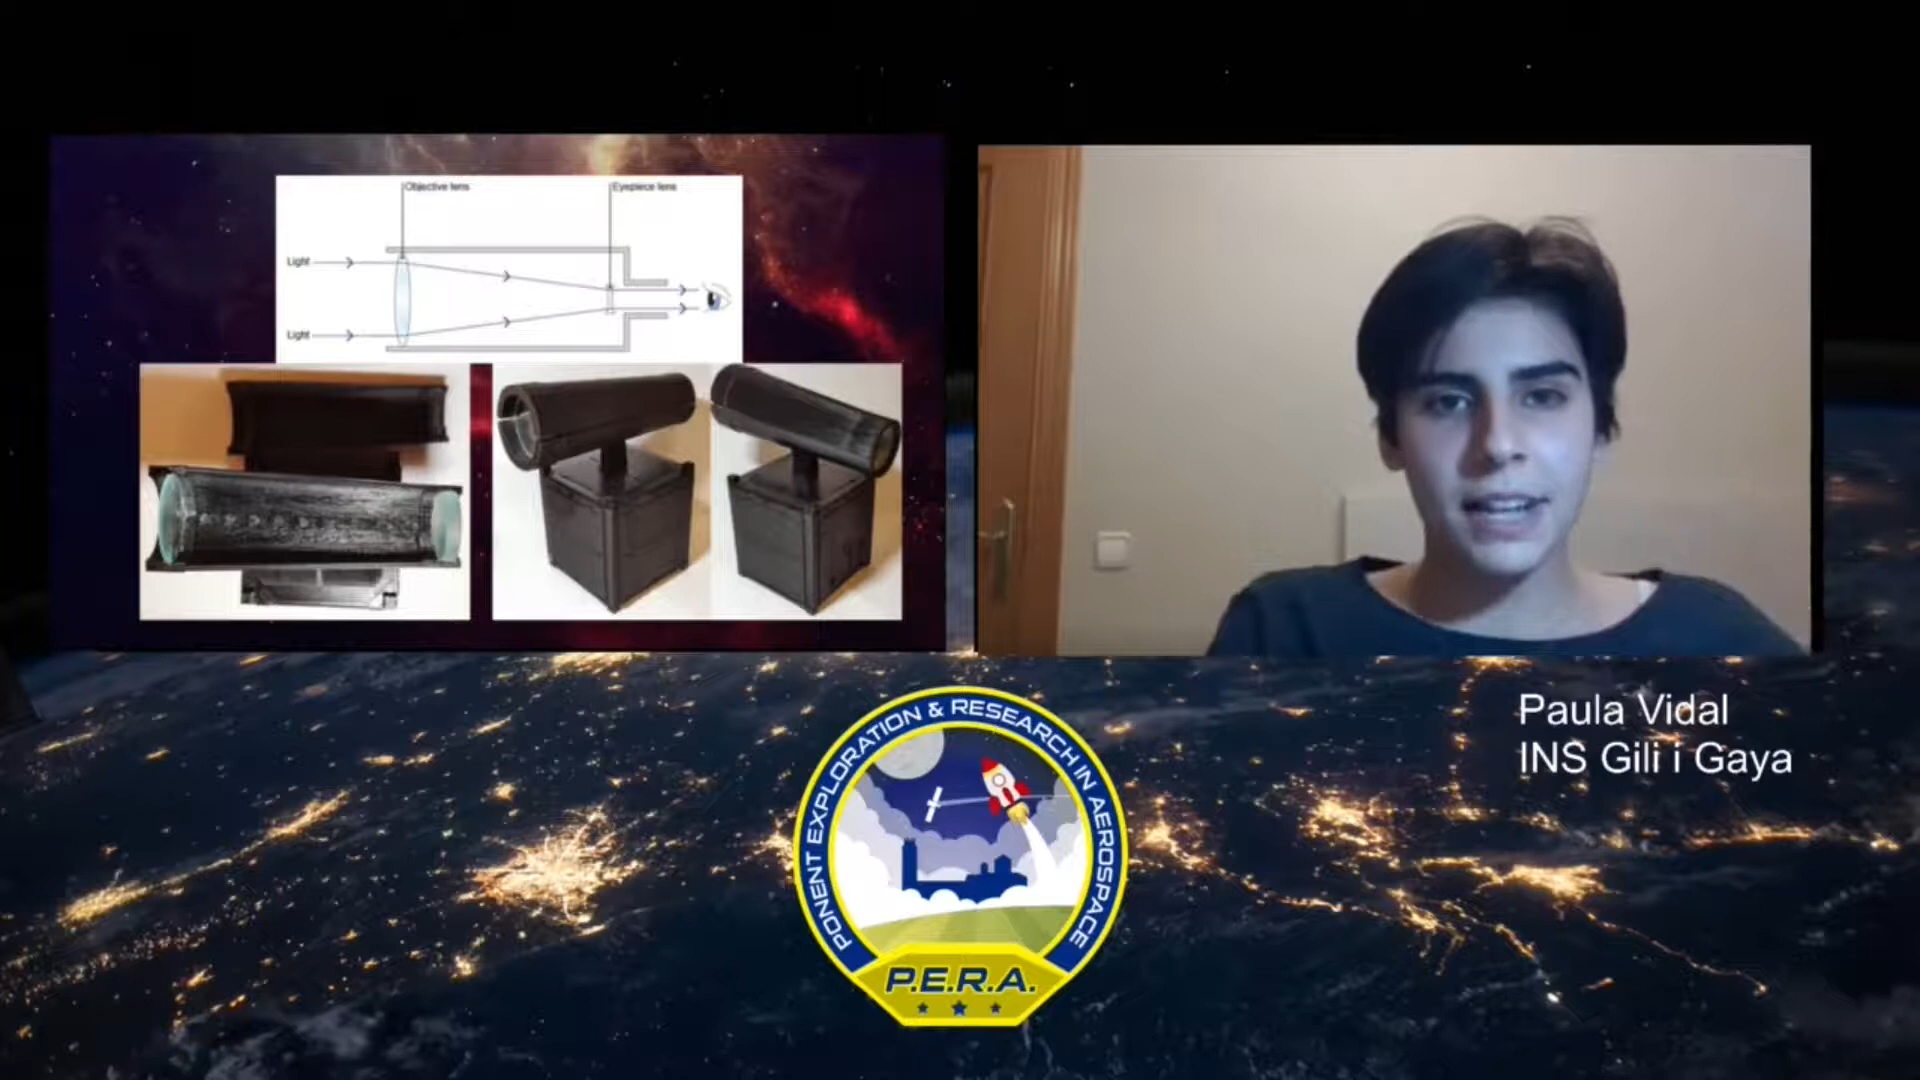 Objective lens
Eyepiece lens
Light
Light
Paula Vidal
INS Gili i Gaya
PONENT EXPLORATION & RESEARCH IN AEROSPACE
P.E.R.A.